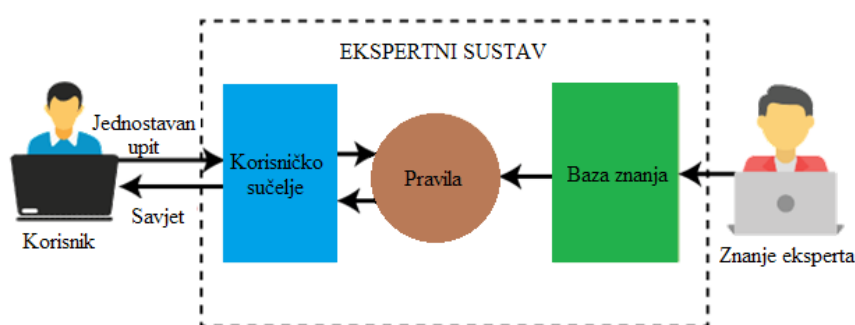 EKSPERTNI SUSTAV
Jednostavan
upit
Korisničko
sučelje
Pravila
Baza znanja
Savjet
Korisnik
Znanje eksperta